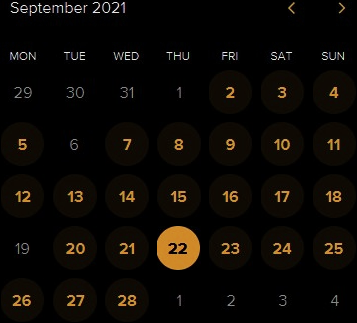 September 2021
MON TUE WED THU FRI SAT SUN
29 30 31 1 2 3 4
5 6 7 8 9 10 11
12 13 14 15 16 17 18
19 20 21 22 23 24 25
26 27 28 1 2 3 4